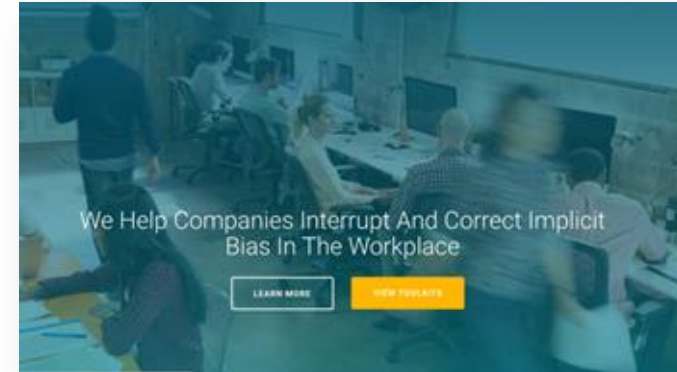 We Help Companies Interrupt And Correct Implicit
Bias In The Workplace
LEARN MORE
VIEW TOOLKITS